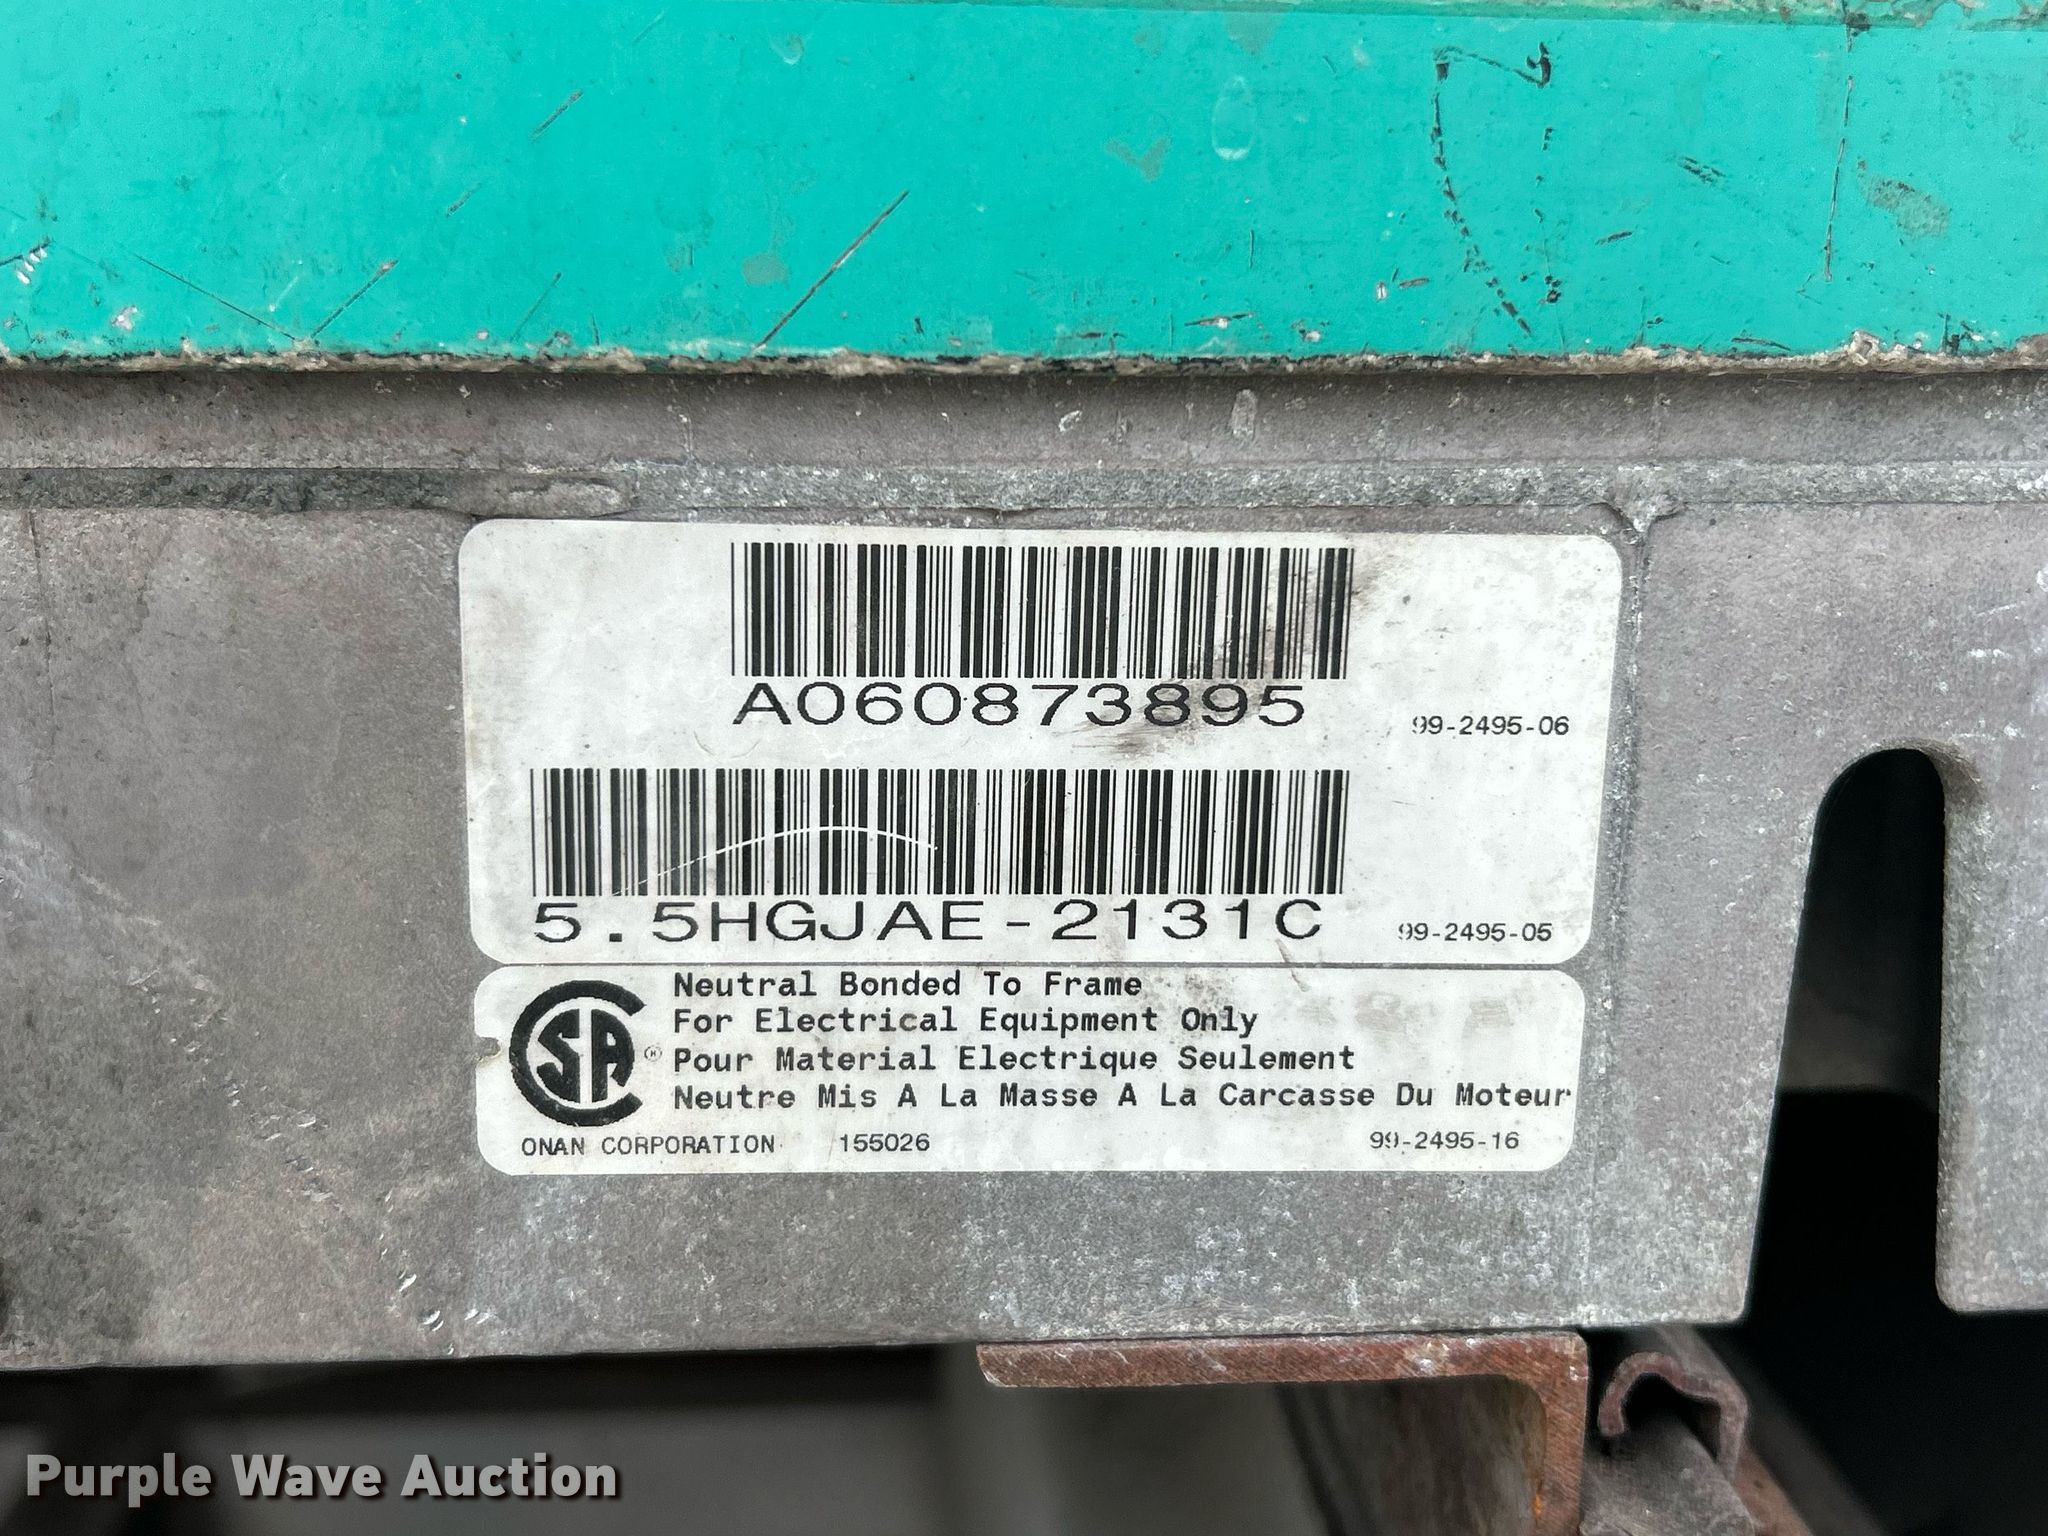 A060873895
99-2495-06
5.5HGJAE-2131C
99-2495-05
Neutral Bonded To Frame
For Electrical Equipment Only
Pour Material Electrique Seulement
Neutre Mis A La Masse A La Carcasse Du Moteur
SA ®
ONAN CORPORATION 155026 99-2495-16
Purple Wave Auction